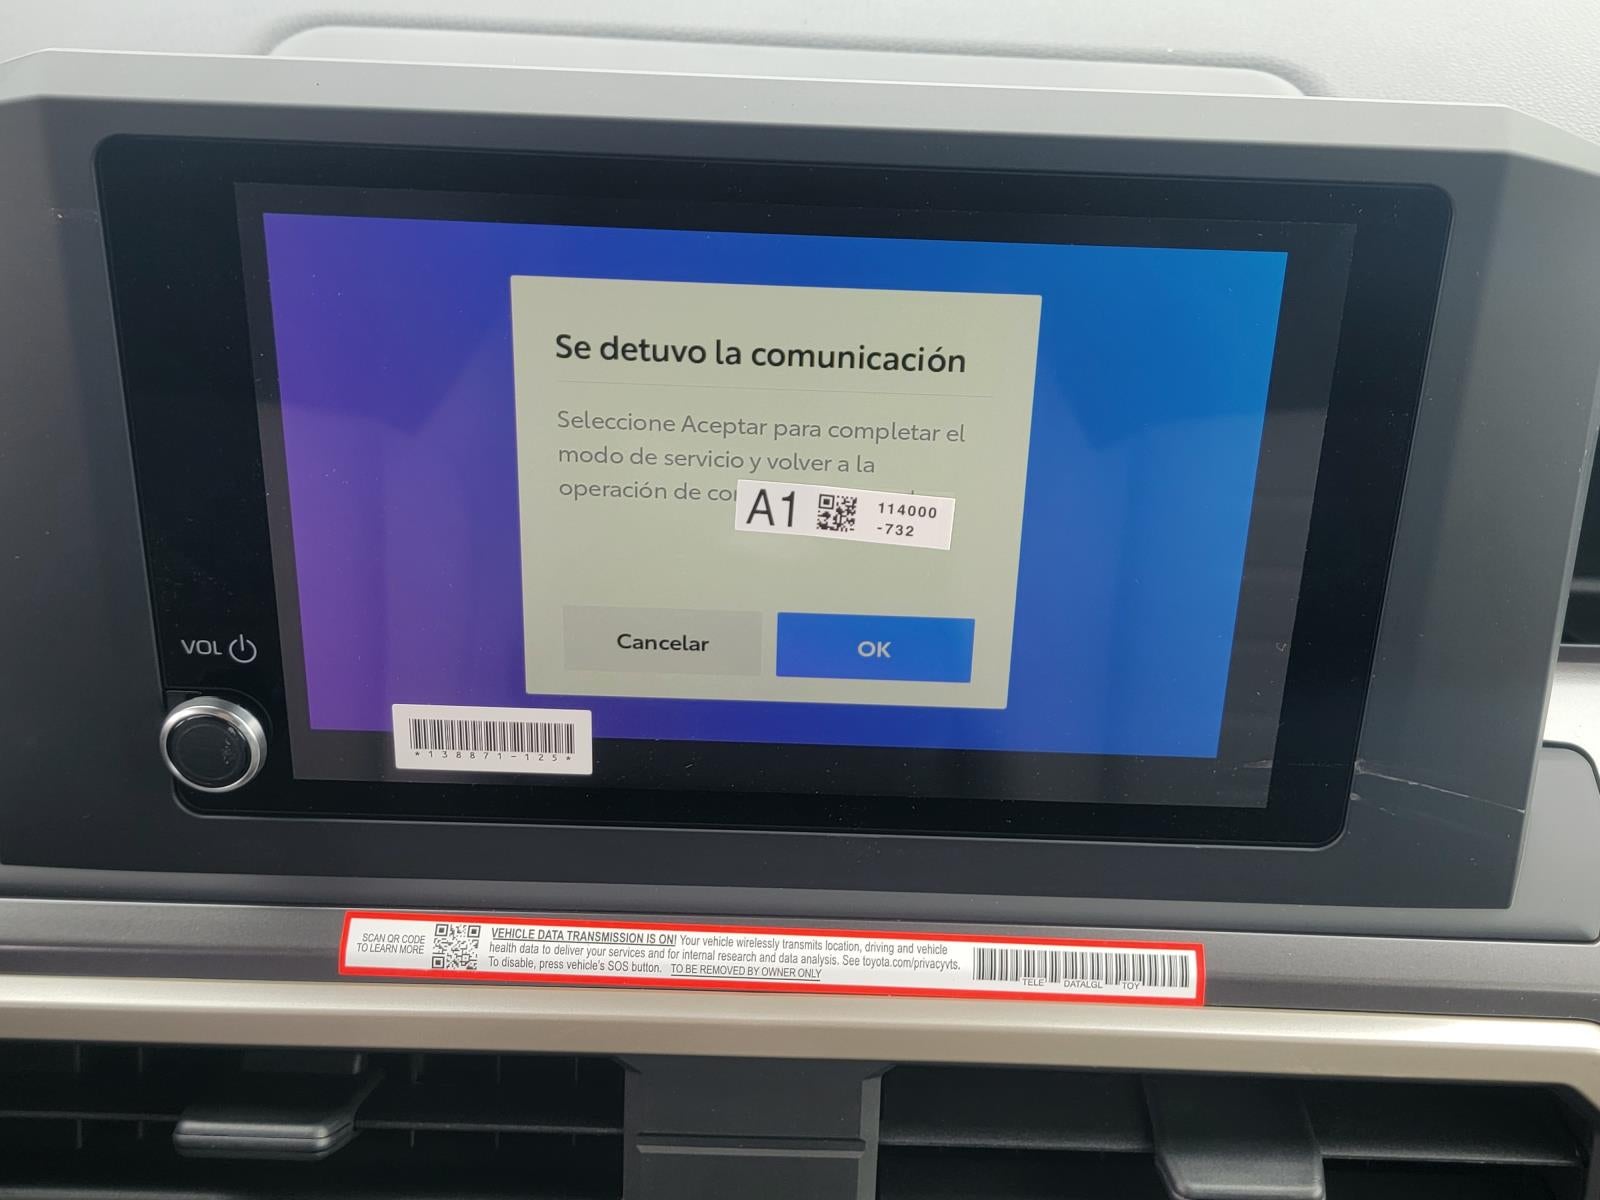 Se detuvo la comunicación
Seleccione Aceptar para completar el
modo de servicio y volver a la
operación de
A1
114000
-732
Cancelar
OK
VOL
*138871-125*
SCAN QR CODE
TO LEARN MORE
VEHICLE DATA TRANSMISSION IS ON! Your vehicle wirelessly transmits location, driving and vehicle
health data to deliver your services and for internal research and data analysis. See toyota.com/privacyvts.
To disable, press vehicle's SOS button. TO BE REMOVED BY OWNER ONLY
TELE DATALGL TOY